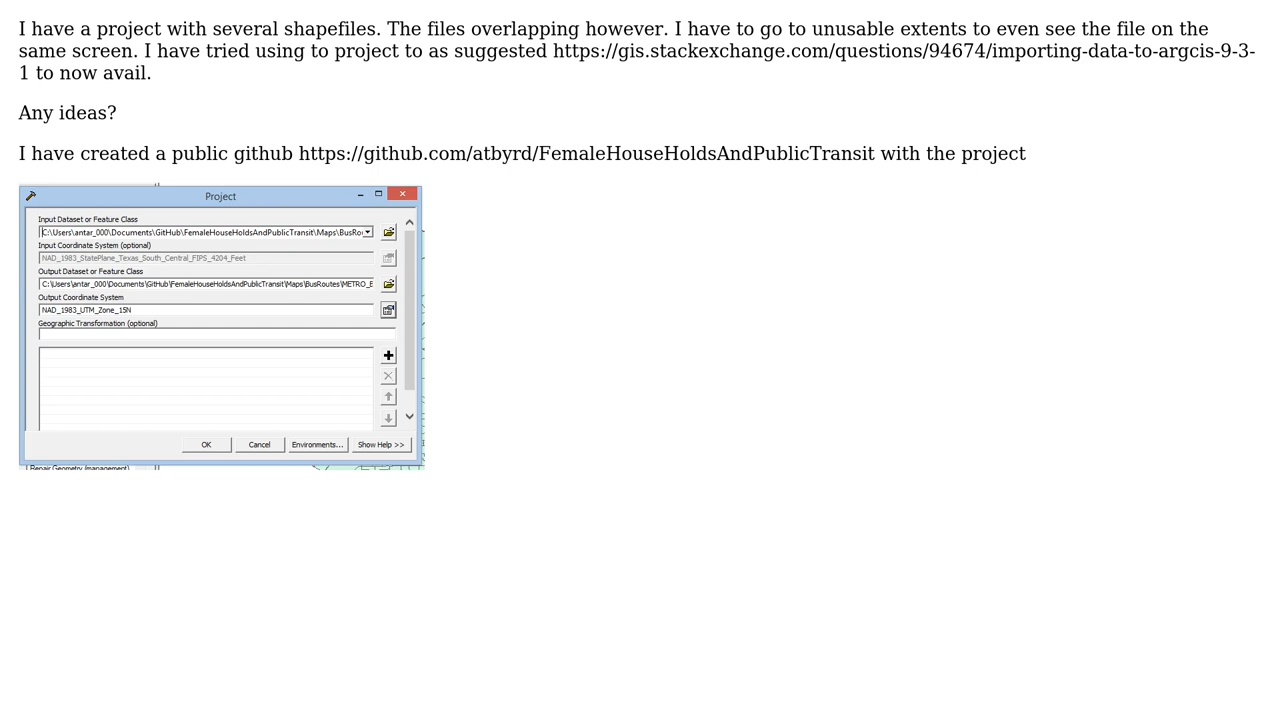 I have a project with several shapefiles. The files overlapping however. I have to go to unusable extents to even see the file on the
same screen. I have tried using to project to as suggested https://gis.stackexchange.com/questions/94674/importing-data-to-argcis-9-3-
1 to now avail.
Any ideas?
I have created a public github https://github.com/atbyrd/FemaleHouseHoldsAndPublicTransit with the project
Project
Input Dataset or Feature Class
C:\Users\antar_000\Documents\GitHub\FemaleHouseHoldsAndPublicTransit\Maps\BusRo
Input Coordinate System (optional)
NAD_1983_StatePlane_Texas_South_Central_FIPS_4204_Feet
Output Dataset or Feature Class
C:\Users\antar_000\Documents\GitHub\FemaleHouseHoldsAndPublicTransit\Maps\BusRoutes\METRO_B
Output Coordinate System
NAD_1983_UTM_Zone_15N
Geographic Transformation (optional)
OK Cancel Environments... Show Help >>
Repair Geometry (management)